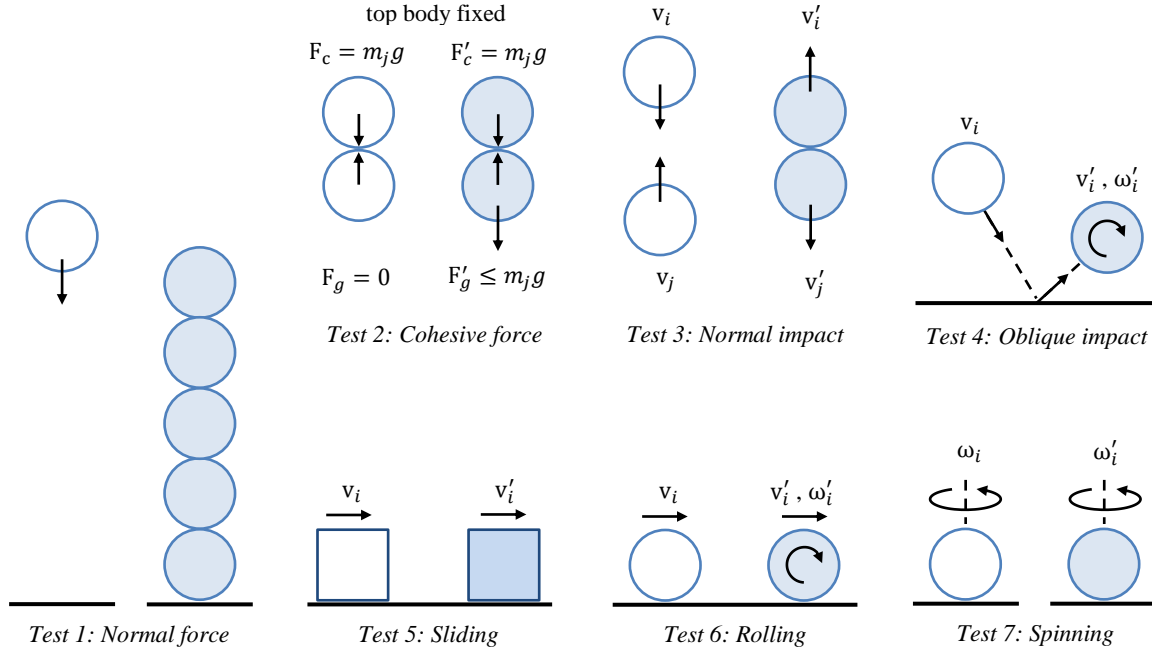 top body fixed
F_c = m_j g
F'_c = m_j g
F_g = 0
F'_g ≤ m_j g
Test 2: Cohesive force
v_i
v'_i
v_j
v'_j
Test 3: Normal impact
v_i
v'_i , ω'_i
Test 4: Oblique impact
Test 1: Normal force
v_i
v'_i
Test 5: Sliding
v_i
v'_i , ω'_i
Test 6: Rolling
ω_i
ω'_i
Test 7: Spinning